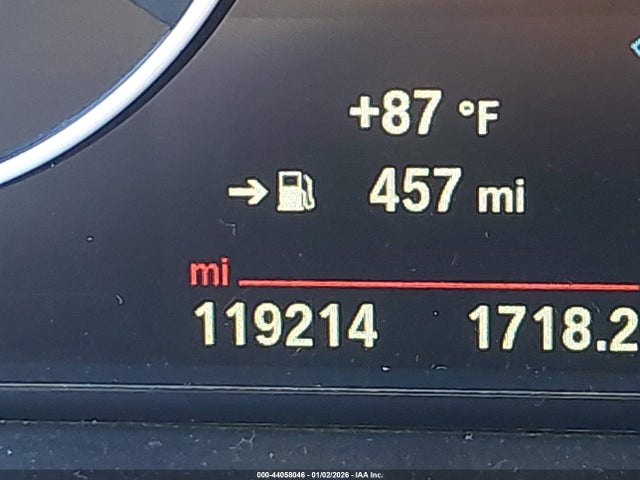 +87 °F
457 mi
mi
119214 1718.2
000-44058046 - 01/02/2026 - IAA Inc.